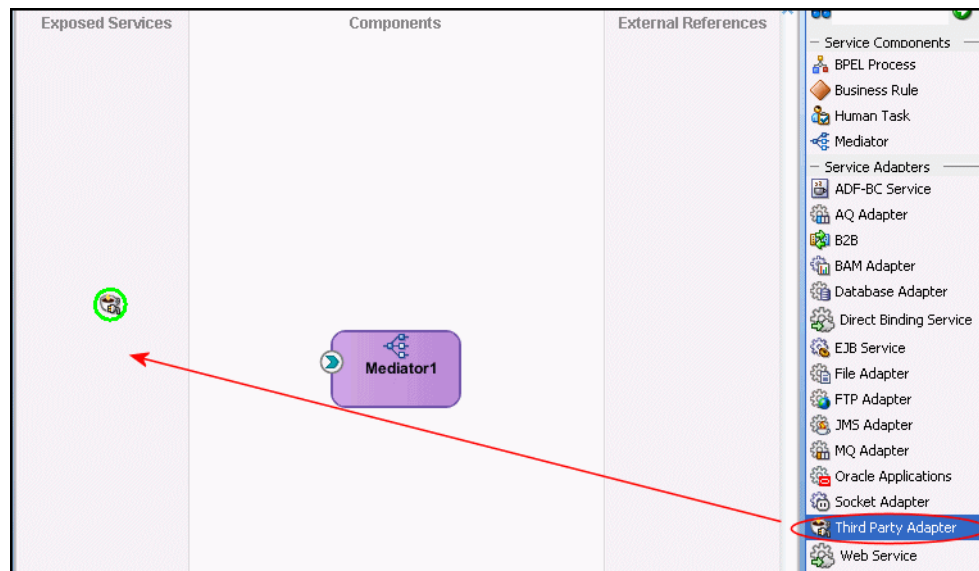 Exposed Services
Components
External References
Mediator1
Service Components
BPEL Process
Business Rule
Human Task
Mediator
Service Adapters
ADF-BC Service
AQ Adapter
B2B
BAM Adapter
Database Adapter
Direct Binding Service
EJB Service
File Adapter
FTP Adapter
JMS Adapter
MQ Adapter
Oracle Applications
Socket Adapter
Third Party Adapter
Web Service